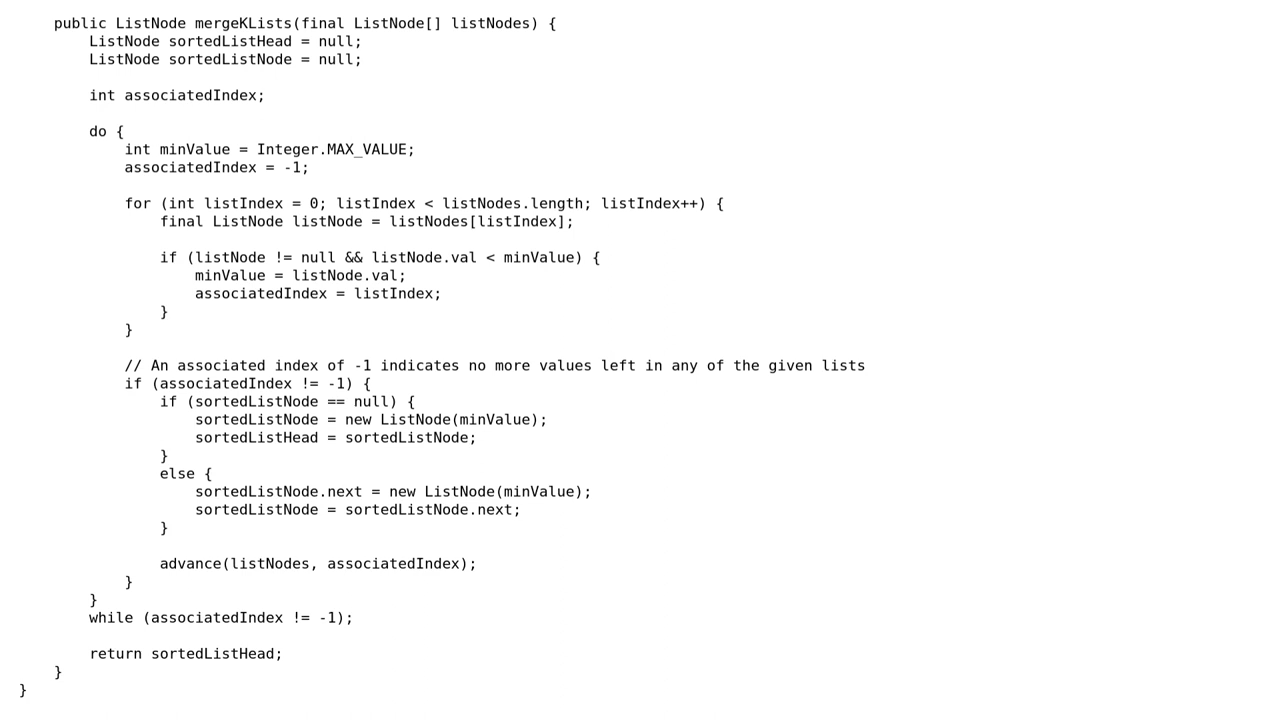 public ListNode mergeKLists(final ListNode[] listNodes) {
ListNode sortedListHead = null;
ListNode sortedListNode = null;
int associatedIndex;
do {
int minValue = Integer.MAX_VALUE;
associatedIndex = -1;
for (int listIndex = 0; listIndex < listNodes.length; listIndex++) {
final ListNode listNode = listNodes[listIndex];
if (listNode != null && listNode.val < minValue) {
minValue = listNode.val;
associatedIndex = listIndex;
}
}
// An associated index of -1 indicates no more values left in any of the given lists
if (associatedIndex != -1) {
if (sortedListNode == null) {
sortedListNode = new ListNode(minValue);
sortedListHead = sortedListNode;
}
else {
sortedListNode.next = new ListNode(minValue);
sortedListNode = sortedListNode.next;
}
advance(listNodes, associatedIndex);
}
}
while (associatedIndex != -1);
return sortedListHead;
}
}